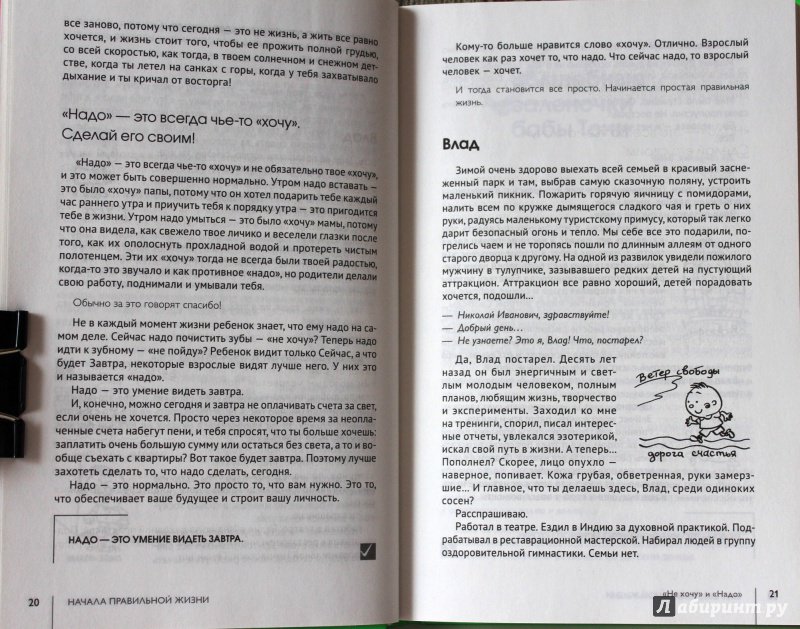 все заново, потому что сегодня — это не жизнь, а жить все равно
хочется, и жизнь стоит того, чтобы ее прожить полной грудью,
со всей скоростью, как тогда, в твоем солнечном и снежном дет-
стве, когда ты летел на санках с горы, когда у тебя захватывало
дыхание и ты кричал от восторга!
«Надо» — это всегда чье-то «хочу».
Сделай его своим!
«Надо» — это всегда чье-то «хочу» и не обязательно твое «хочу»,
и это может быть совершенно нормально. Утром надо вставать —
это было «хочу» папы, потому что он хотел подарить тебе каждый
час раннего утра и приучить тебя к порядку утра — это пригодится
тебе в жизни. Утром надо умыться — это было «хочу» мамы, потому
что она видела, как свежело твое личико и веселели глазки после
того, как их ополоснуть прохладной водой и протереть чистым
полотенцем. Эти их «хочу» тогда не всегда были твоей радостью,
когда-то это звучало и как противное «надо», но родители делали
свою работу, поднимали и умывали тебя.
Обычно за это говорят спасибо!
Не в каждый момент жизни ребенок знает, что ему надо на са-
мом деле. Сейчас надо почистить зубы — «не хочу»? Теперь надо
идти к зубному — «не пойду»? Ребенок видит только Сейчас, а что
будет Завтра, некоторые взрослые видят лучше него. У них это
и называется «надо».
Надо — это умение видеть завтра.
И, конечно, можно сегодня и завтра не оплачивать счета за свет,
если очень не хочется. Просто через некоторое время за неопла-
ченные счета набегут пени, и тебя спросят, что ты больше хочешь:
заплатить очень большую сумму или остаться без света, а то и во-
обще съехать с квартиры? Вот такое будет завтра. Поэтому лучше
захотеть сделать то, что надо сделать, сегодня.
Надо — это нормально. Это просто то, что вам нужно. Это то,
что обеспечивает ваше будущее и строит вашу личность.
НАДО — ЭТО УМЕНИЕ ВИДЕТЬ ЗАВТРА.
20 НАЧАЛА ПРАВИЛЬНОЙ ЖИЗНИ
Кому-то больше нравится слово «хочу». Отлично. Взрослый
человек как раз хочет то, что надо. Что сейчас надо, то взрослый
человек — хочет.
И тогда становится все просто. Начинается простая правильная
жизнь.
Влад
Зимой очень здорово выехать всей семьей в красивый засне-
женный парк и там, выбрав самую сказочную поляну, устроить
маленький пикник. Пожарить горячую яичницу с помидорами,
налить всем по кружке дымящегося сладкого чая и греть о них
руки, радуясь маленькому туристскому примусу, который так легко
дарит безопасный огонь и тепло. Мы себе все это подарили, по-
грелись чаем и не торопясь пошли по длинным аллеям от одного
старого дворца к другому. На одной из развилок увидели пожилого
мужчину в тулупчике, зазывавшего редких детей на пустующий
аттракцион. Аттракцион все равно хороший, детей порадовать
хочется, подошли...
— Николай Иванович, здравствуйте!
— Добрый день...
— Не узнаете? Это я, Влад! Что, постарел?
Да, Влад постарел. Десять лет
назад он был энергичным и свет-
лым молодым человеком, полным
планов, любящим жизнь, творчество
и эксперименты. Заходил ко мне
на тренинги, спорил, писал интерес-
ные отчеты, увлекался эзотерикой,
искал свой путь в жизни. А теперь...
Пополнел? Скорее, лицо опухло —
наверное, попивает. Кожа грубая, обветренная, руки замерз-
шие... И главное, что ты делаешь здесь, Влад, среди одиноких
сосен?
Ветер свободы
дорога счастья
Расспрашиваю.
Работал в театре. Ездил в Индию за духовной практикой. Под-
рабатывал в реставрационной мастерской. Набирал людей в группу
оздоровительной гимнастики. Семьи нет.
«Не хочу» и «Надо» 21
Лабиринт.ру